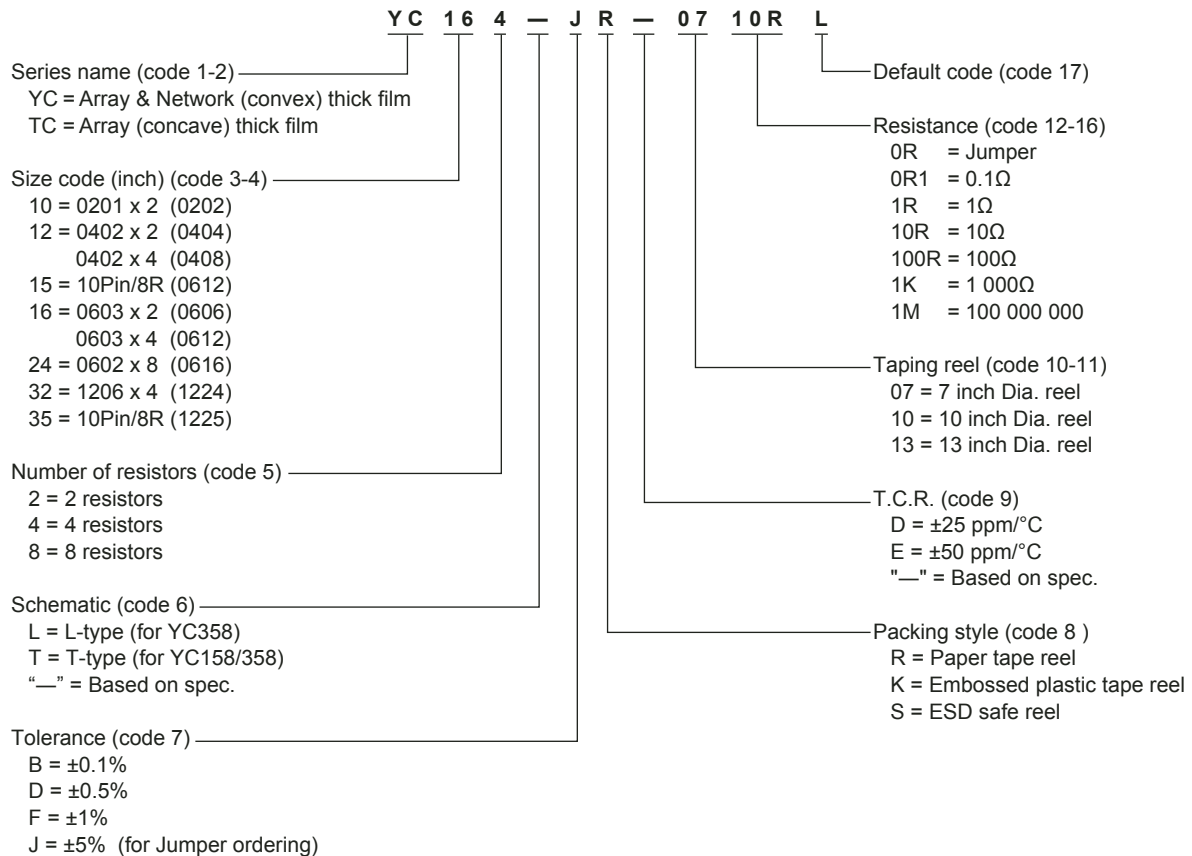 YC 16 4 — J R — 07 10R L
Series name (code 1-2)
YC = Array & Network (convex) thick film
TC = Array (concave) thick film
Size code (inch) (code 3-4)
10 = 0201 x 2 (0202)
12 = 0402 x 2 (0404)
0402 x 4 (0408)
15 = 10Pin/8R (0612)
16 = 0603 x 2 (0606)
0603 x 4 (0612)
24 = 0602 x 8 (0616)
32 = 1206 x 4 (1224)
35 = 10Pin/8R (1225)
Number of resistors (code 5)
2 = 2 resistors
4 = 4 resistors
8 = 8 resistors
Schematic (code 6)
L = L-type (for YC358)
T = T-type (for YC158/358)
“—” = Based on spec.
Tolerance (code 7)
B = ±0.1%
D = ±0.5%
F = ±1%
J = ±5% (for Jumper ordering)
Default code (code 17)
Resistance (code 12-16)
0R = Jumper
0R1 = 0.1Ω
1R = 1Ω
10R = 10Ω
100R = 100Ω
1K = 1 000Ω
1M = 100 000 000
Taping reel (code 10-11)
07 = 7 inch Dia. reel
10 = 10 inch Dia. reel
13 = 13 inch Dia. reel
T.C.R. (code 9)
D = ±25 ppm/°C
E = ±50 ppm/°C
"—" = Based on spec.
Packing style (code 8 )
R = Paper tape reel
K = Embossed plastic tape reel
S = ESD safe reel